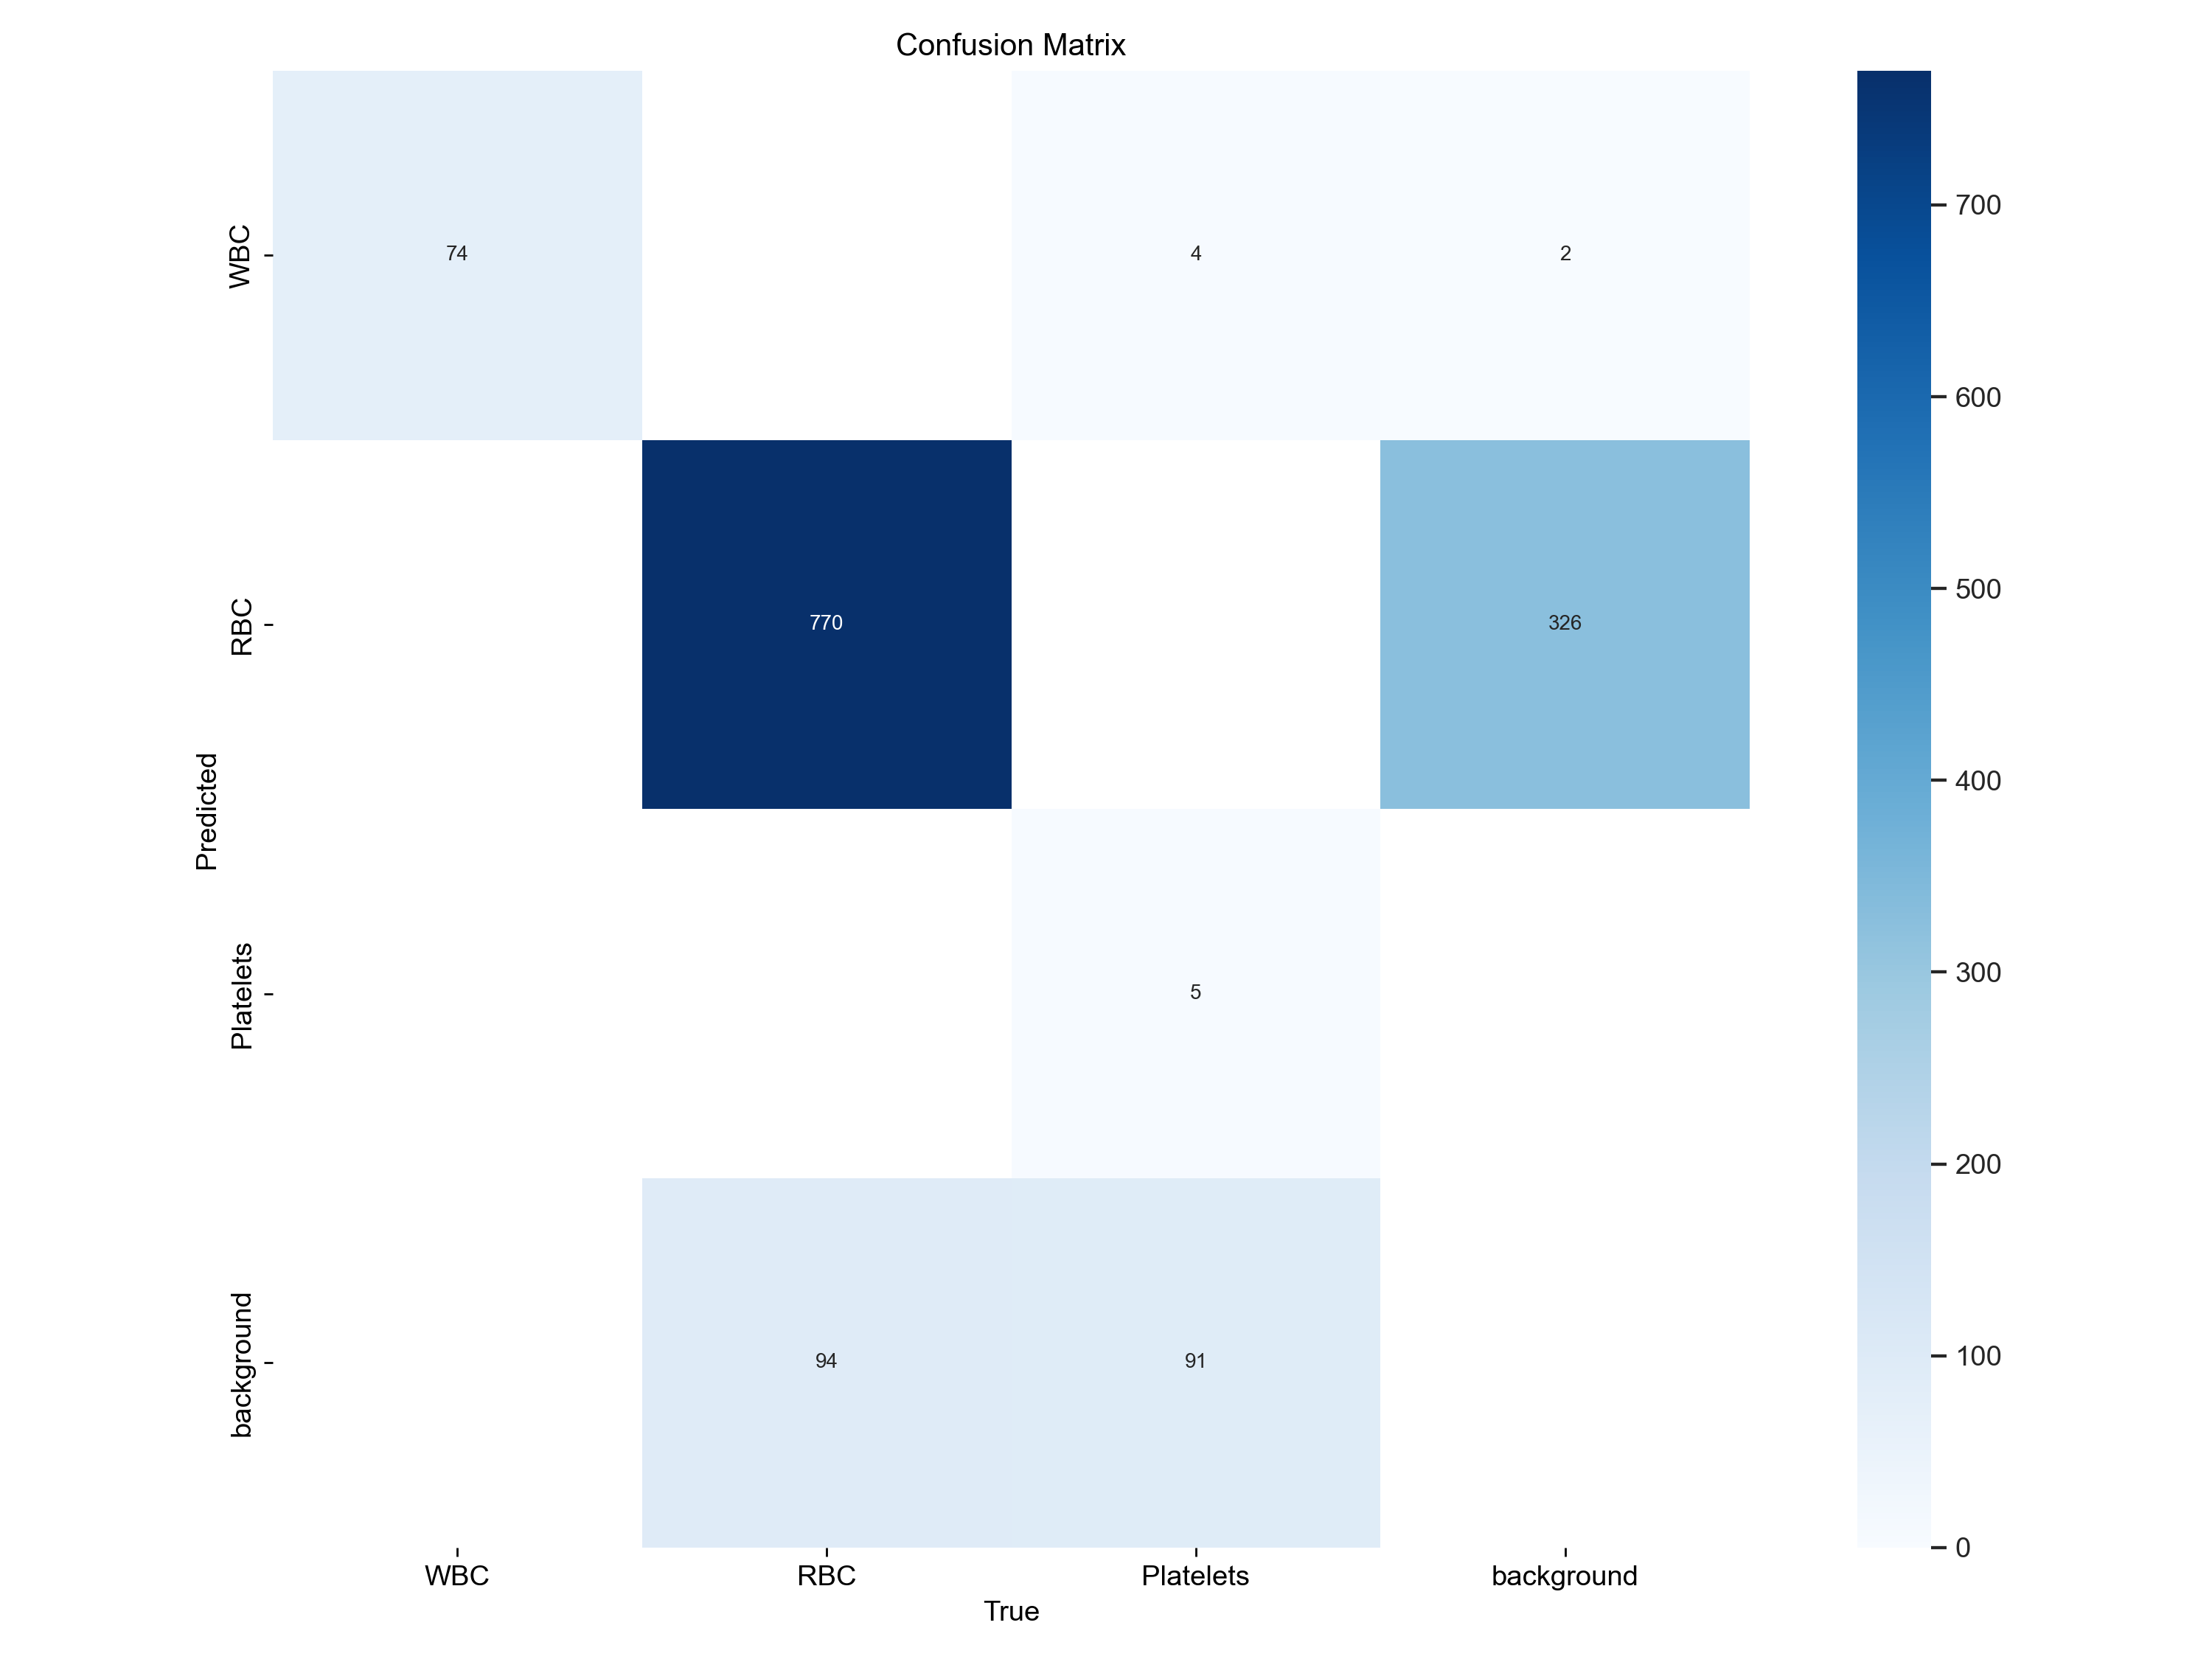 Confusion Matrix
WBC
74
4
2
700
600
RBC
770
326
500
400
Predicted
Platelets
5
300
200
background
94
91
100
0
WBC
RBC
Platelets
background
True